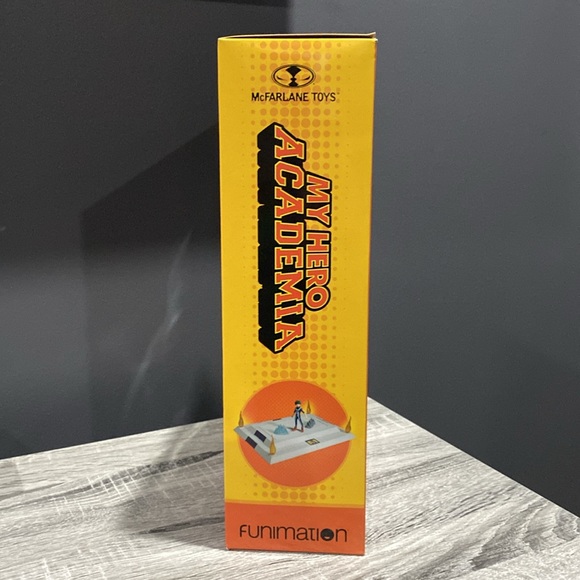 McFARLANE TOYS
MY HERO
ACADEMIA
FUNIMATION